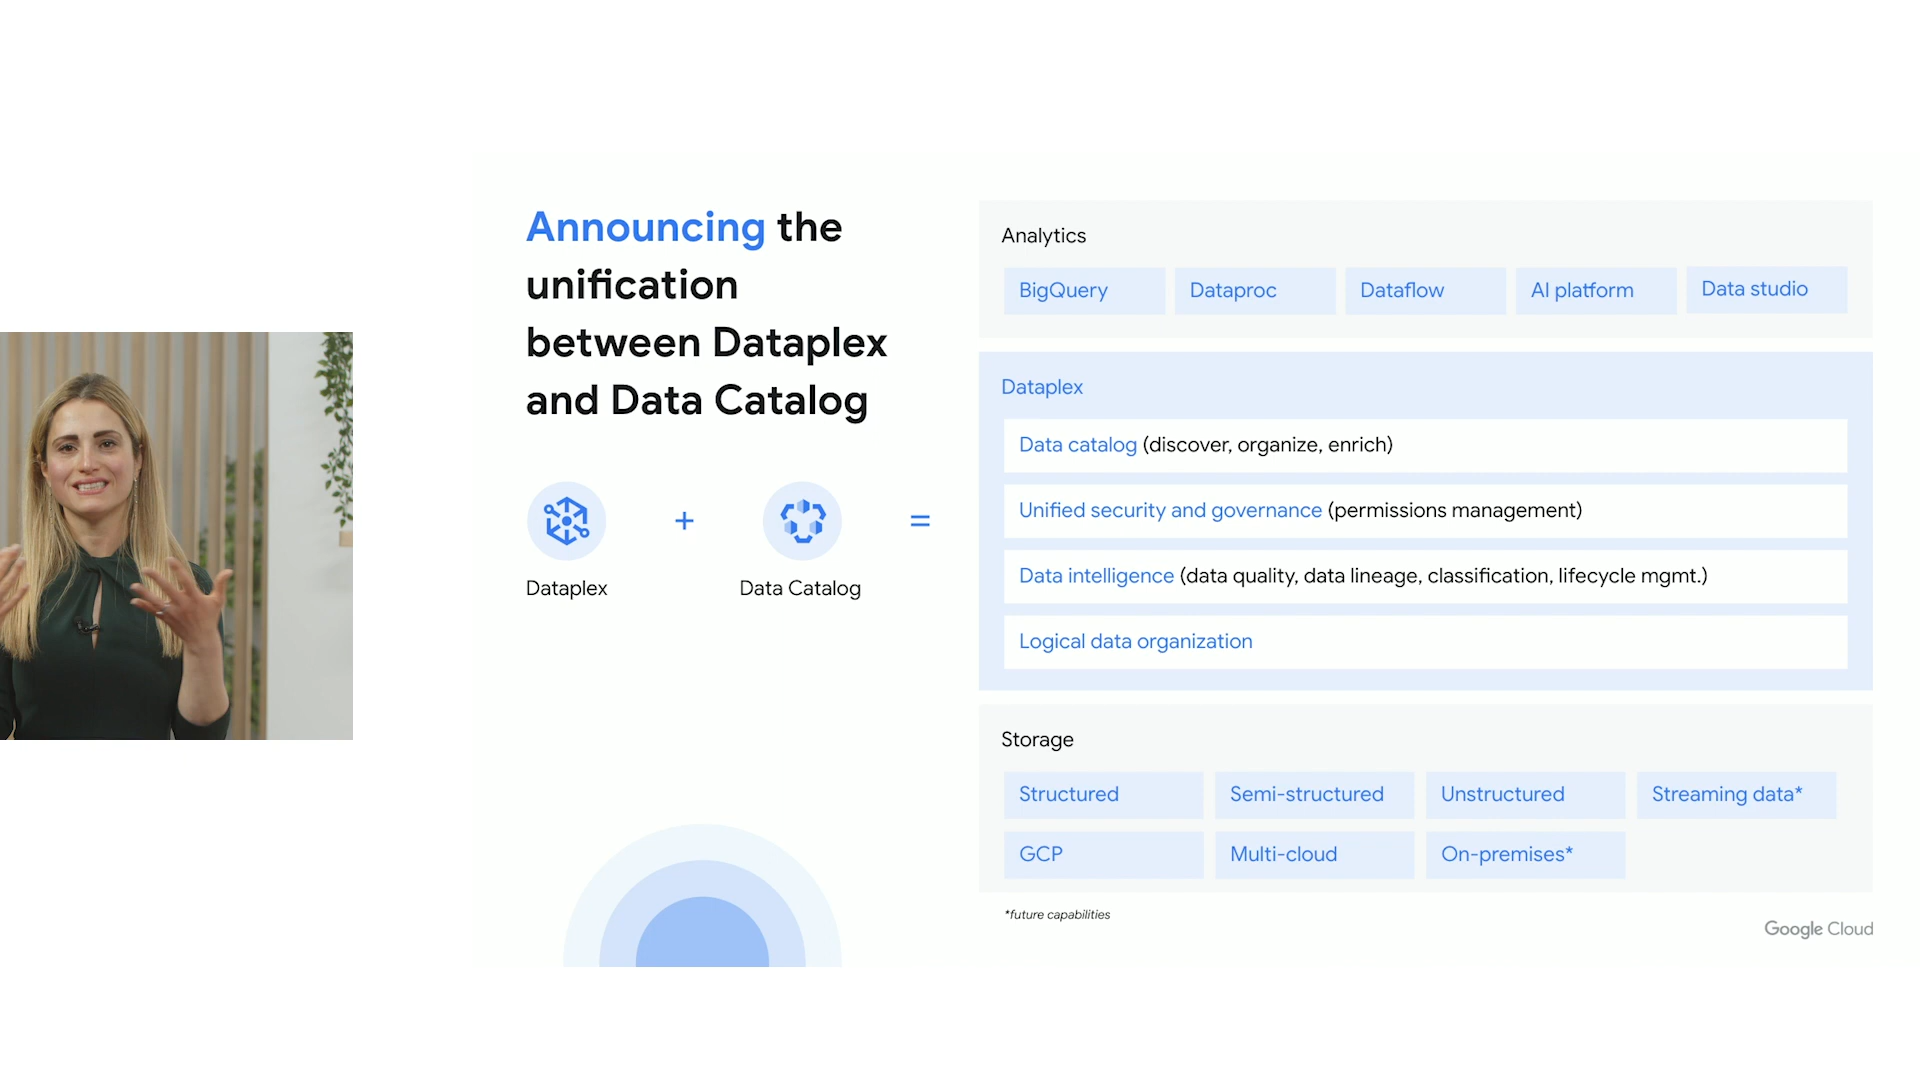 Announcing the
unification
between Dataplex
and Data Catalog
+
=
Dataplex
Data Catalog
Analytics
BigQuery
Dataproc
Dataflow
AI platform
Data studio
Dataplex
Data catalog (discover, organize, enrich)
Unified security and governance (permissions management)
Data intelligence (data quality, data lineage, classification, lifecycle mgmt.)
Logical data organization
Storage
Structured
Semi-structured
Unstructured
Streaming data*
GCP
Multi-cloud
On-premises*
*future capabilities
Google Cloud